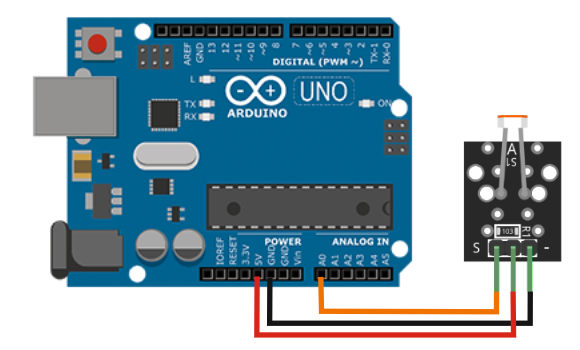 AREF
GND
13
12
~11
~10
~9
8
7
~6
~5
4
~3
2
TX-1
RX-0
DIGITAL (PWM ~)
L
TX
RX
UNO
ARDUINO
ON
A
S1
POWER
ANALOG IN
IOREF
RESET
3.3V
5V
GND
GND
Vin
A0
A1
A2
A3
A4
A5
103
R1
S
-